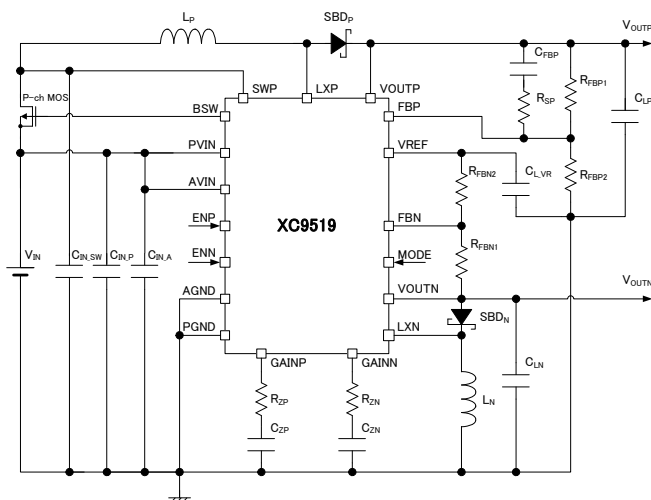 LP
SBDP
VOUTP
CFBP
RFBP1
P-ch MOS
SWP
LXP
VOUTP
RSP
CLP
BSW
FBP
PVIN
VREF
RFBN2
CL_VR
RFBP2
AVIN
ENP
XC9519
FBN
ENN
MODE
RFBN1
VIN
CIN_SW
CIN_P
CIN_A
AGND
VOUTN
VOUTN
SBDN
PGND
LXN
GAINP
GAINN
CLN
RZP
RZN
LN
CZP
CZN